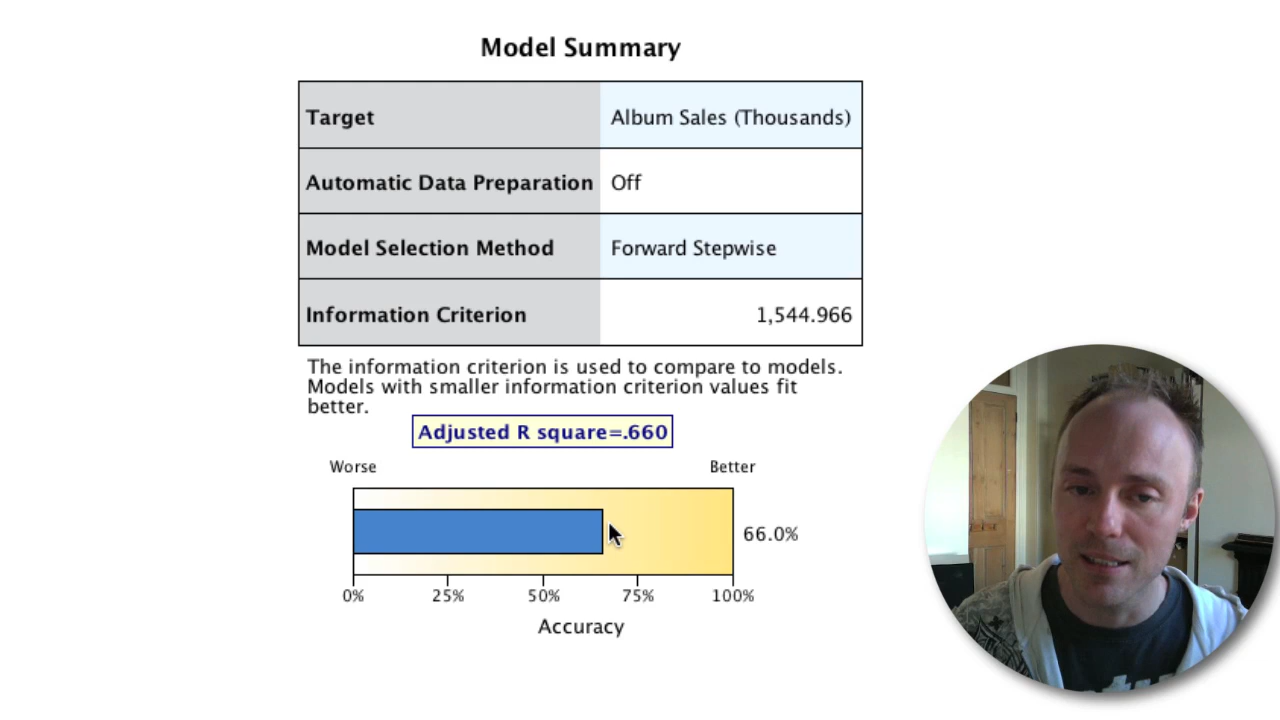 Model Summary
Target Album Sales (Thousands)
Automatic Data Preparation Off
Model Selection Method Forward Stepwise
Information Criterion 1,544.966
The information criterion is used to compare to models.
Models with smaller information criterion values fit
better.
Adjusted R square=.660
Worse Better
66.0%
0% 25% 50% 75% 100%
Accuracy